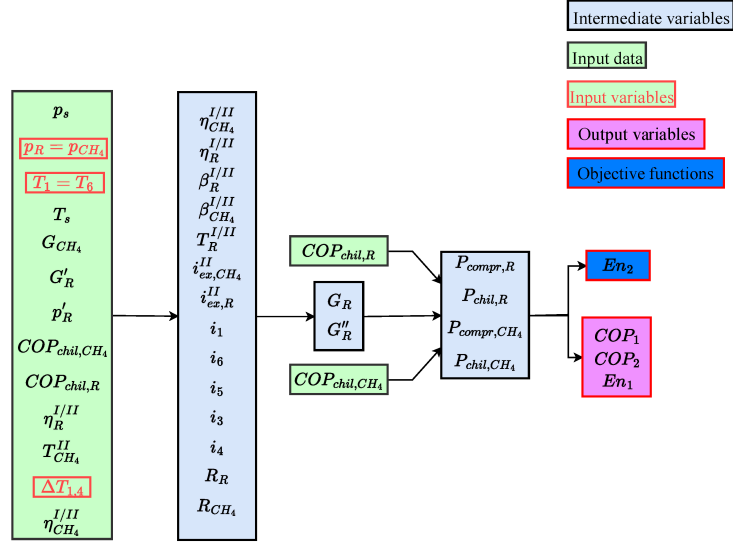 Intermediate variables
Input data
Input variables
Output variables
Objective functions
p_s
p_R = p_{CH_4}
T_1 = T_6
T_s
G_{CH_4}
G'_R
p'_R
COP_{chil,CH_4}
COP_{chil,R}
η_R^{I/II}
T_{CH_4}^{II}
ΔT_{1,4}
η_{CH_4}^{I/II}
η_{CH_4}^{I/II}
η_R^{I/II}
β_R^{I/II}
β_{CH_4}^{I/II}
T_R^{I/II}
i_{ex,CH_4}^{II}
i_{ex,R}^{II}
i_1
i_6
i_5
i_3
i_4
R_R
R_{CH_4}
COP_{chil,R}
G_R
G''_R
COP_{chil,CH_4}
P_{compr,R}
P_{chil,R}
P_{compr,CH_4}
P_{chil,CH_4}
En_2
COP_1
COP_2
En_1